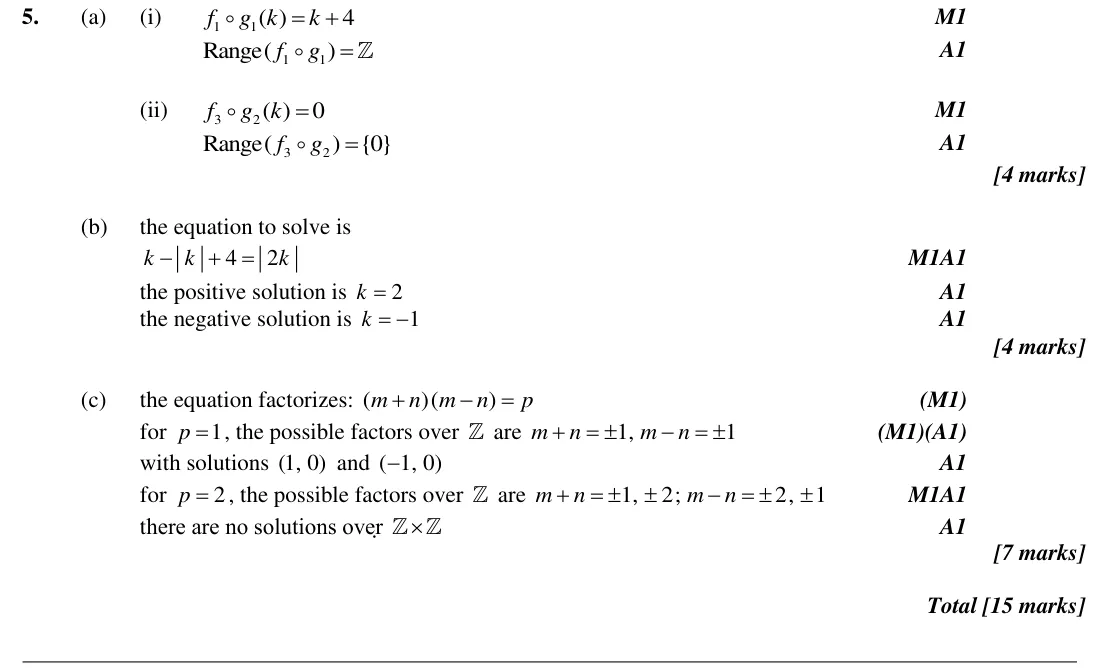 5. (a) (i) f₁ ∘ g₁(k) = k + 4 M1
Range(f₁ ∘ g₁) = ℤ A1
(ii) f₃ ∘ g₂(k) = 0 M1
Range(f₃ ∘ g₂) = {0} A1
[4 marks]
(b) the equation to solve is
k − |k| + 4 = |2k| M1A1
the positive solution is k = 2 A1
the negative solution is k = −1 A1
[4 marks]
(c) the equation factorizes: (m + n)(m − n) = p (M1)
for p = 1, the possible factors over ℤ are m + n = ±1, m − n = ±1 (M1)(A1)
with solutions (1, 0) and (−1, 0) A1
for p = 2, the possible factors over ℤ are m + n = ±1, ± 2; m − n = ± 2, ± 1 M1A1
there are no solutions over ℤ × ℤ A1
[7 marks]
Total [15 marks]